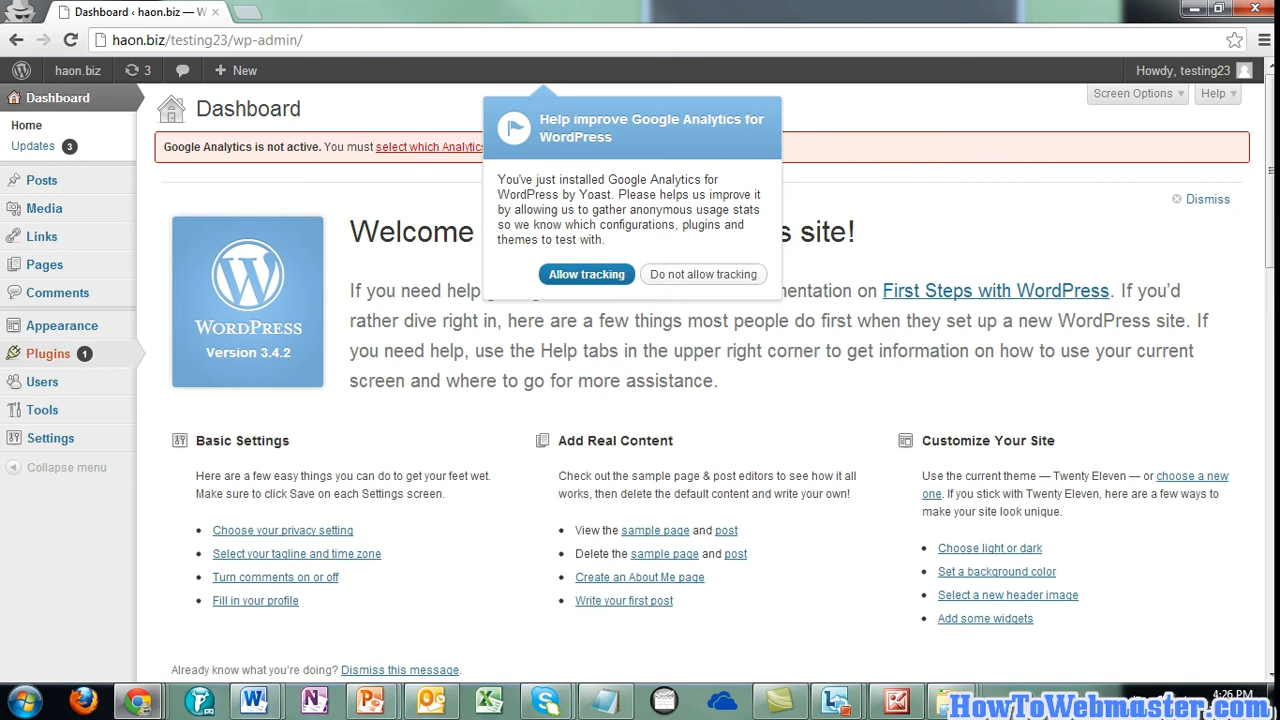 Dashboard ‹ haon.biz — W
haon.biz/testing23/wp-admin/
haon.biz 3 New Howdy, testing23
Dashboard
Home
Updates 3
Posts
Media
Links
Pages
Comments
Appearance
Plugins 1
Users
Tools
Settings
Collapse menu
Dashboard
Screen Options Help
Google Analytics is not active. You must select which Analytics
Help improve Google Analytics for
WordPress
You've just installed Google Analytics for
WordPress by Yoast. Please helps us improve it
by allowing us to gather anonymous usage stats
so we know which configurations, plugins and
themes to test with.
Allow tracking Do not allow tracking
Dismiss
WORDPRESS
Version 3.4.2
Welcome s site!
If you need help mentation on First Steps with WordPress. If you'd
rather dive right in, here are a few things most people do first when they set up a new WordPress site. If
you need help, use the Help tabs in the upper right corner to get information on how to use your current
screen and where to go for more assistance.
Basic Settings
Here are a few easy things you can do to get your feet wet.
Make sure to click Save on each Settings screen.
Choose your privacy setting
Select your tagline and time zone
Turn comments on or off
Fill in your profile
Add Real Content
Check out the sample page & post editors to see how it all
works, then delete the default content and write your own!
View the sample page and post
Delete the sample page and post
Create an About Me page
Write your first post
Customize Your Site
Use the current theme — Twenty Eleven — or choose a new
one. If you stick with Twenty Eleven, here are a few ways to
make your site look unique.
Choose light or dark
Set a background color
Select a new header image
Add some widgets
Already know what you're doing? Dismiss this message.
4:26 PM
HowToWebmaster.com